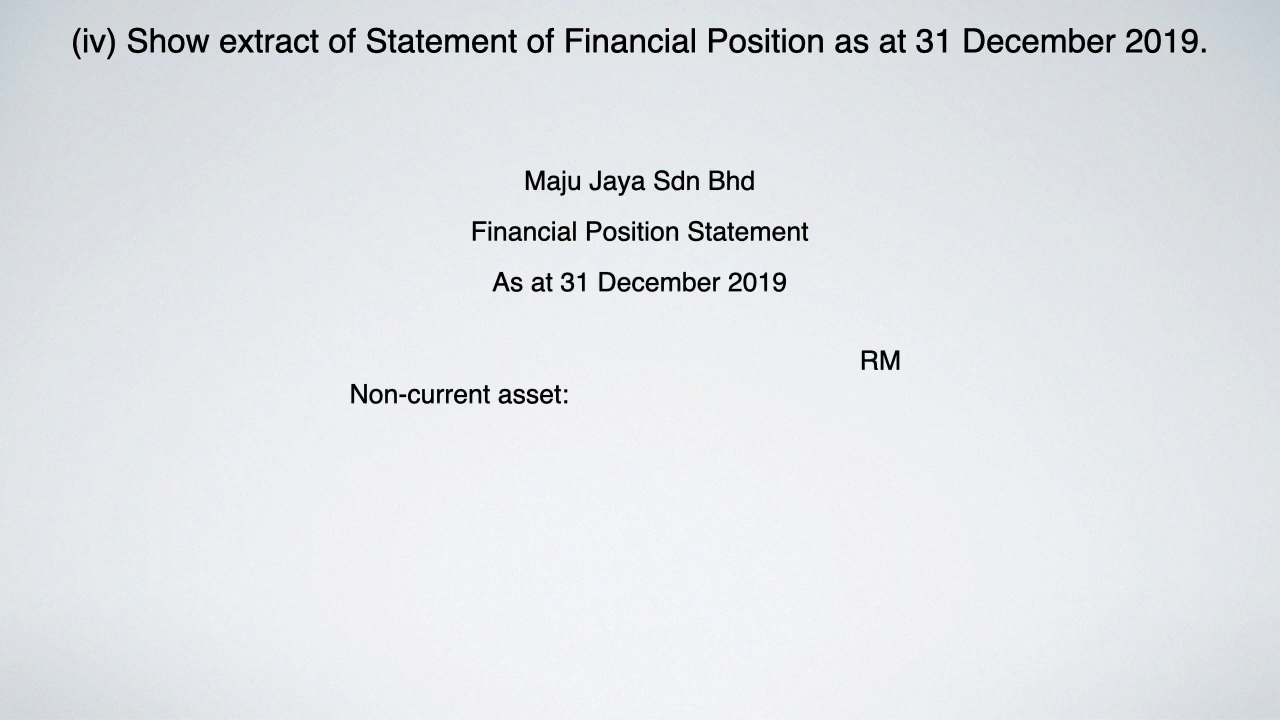 (iv) Show extract of Statement of Financial Position as at 31 December 2019.
Maju Jaya Sdn Bhd
Financial Position Statement
As at 31 December 2019
RM
Non-current asset: